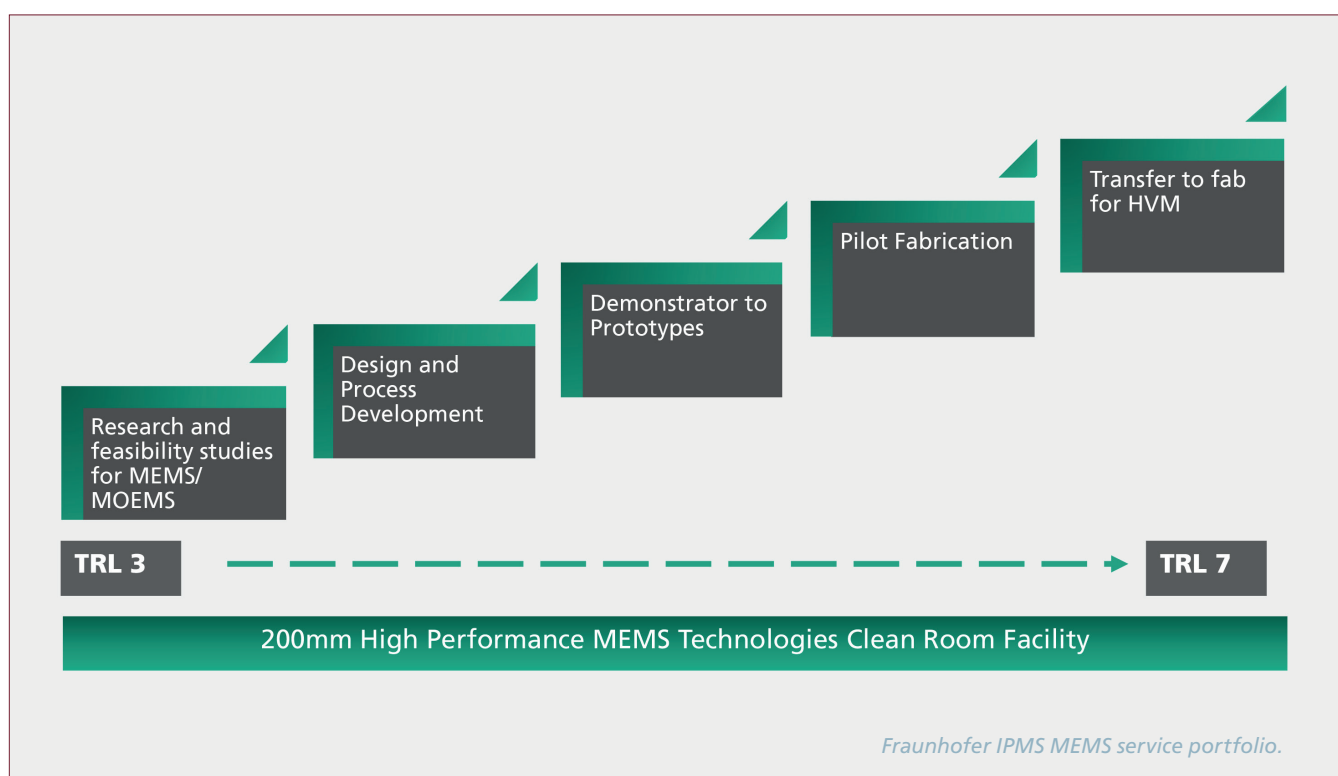 Research and
feasibility studies
for MEMS/
MOEMS
Design and
Process
Development
Demonstrator to
Prototypes
Pilot Fabrication
Transfer to fab
for HVM
TRL 3
TRL 7
200mm High Performance MEMS Technologies Clean Room Facility
Fraunhofer IPMS MEMS service portfolio.